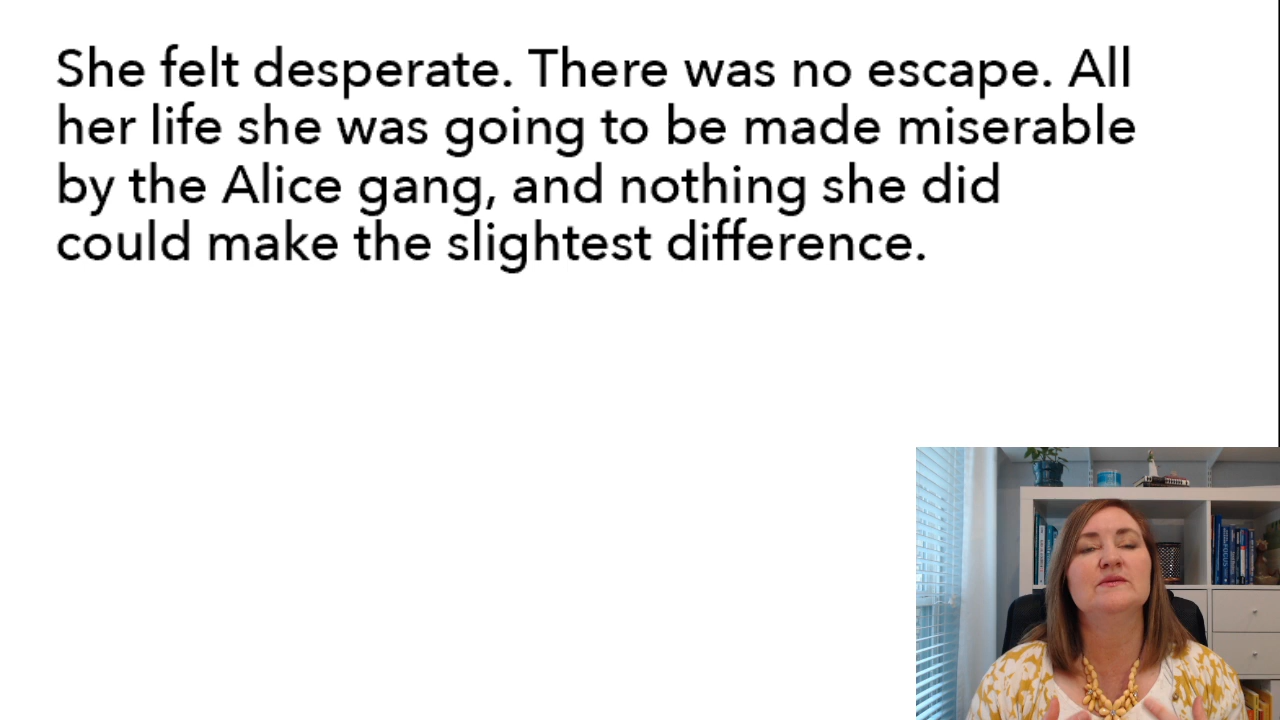 She felt desperate. There was no escape. All
her life she was going to be made miserable
by the Alice gang, and nothing she did
could make the slightest difference.